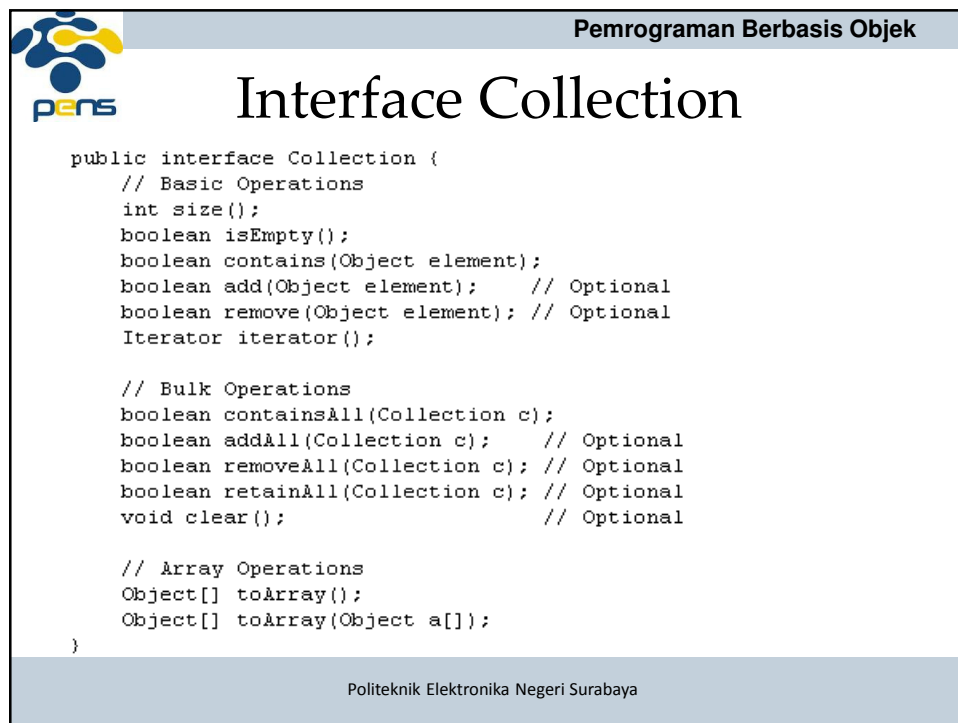 Pemrograman Berbasis Objek
pens
Interface Collection
public interface Collection {
    // Basic Operations
    int size();
    boolean isEmpty();
    boolean contains(Object element);
    boolean add(Object element);    // Optional
    boolean remove(Object element); // Optional
    Iterator iterator();

    // Bulk Operations
    boolean containsAll(Collection c);
    boolean addAll(Collection c);    // Optional
    boolean removeAll(Collection c); // Optional
    boolean retainAll(Collection c); // Optional
    void clear();                    // Optional

    // Array Operations
    Object[] toArray();
    Object[] toArray(Object a[]);
}
Politeknik Elektronika Negeri Surabaya